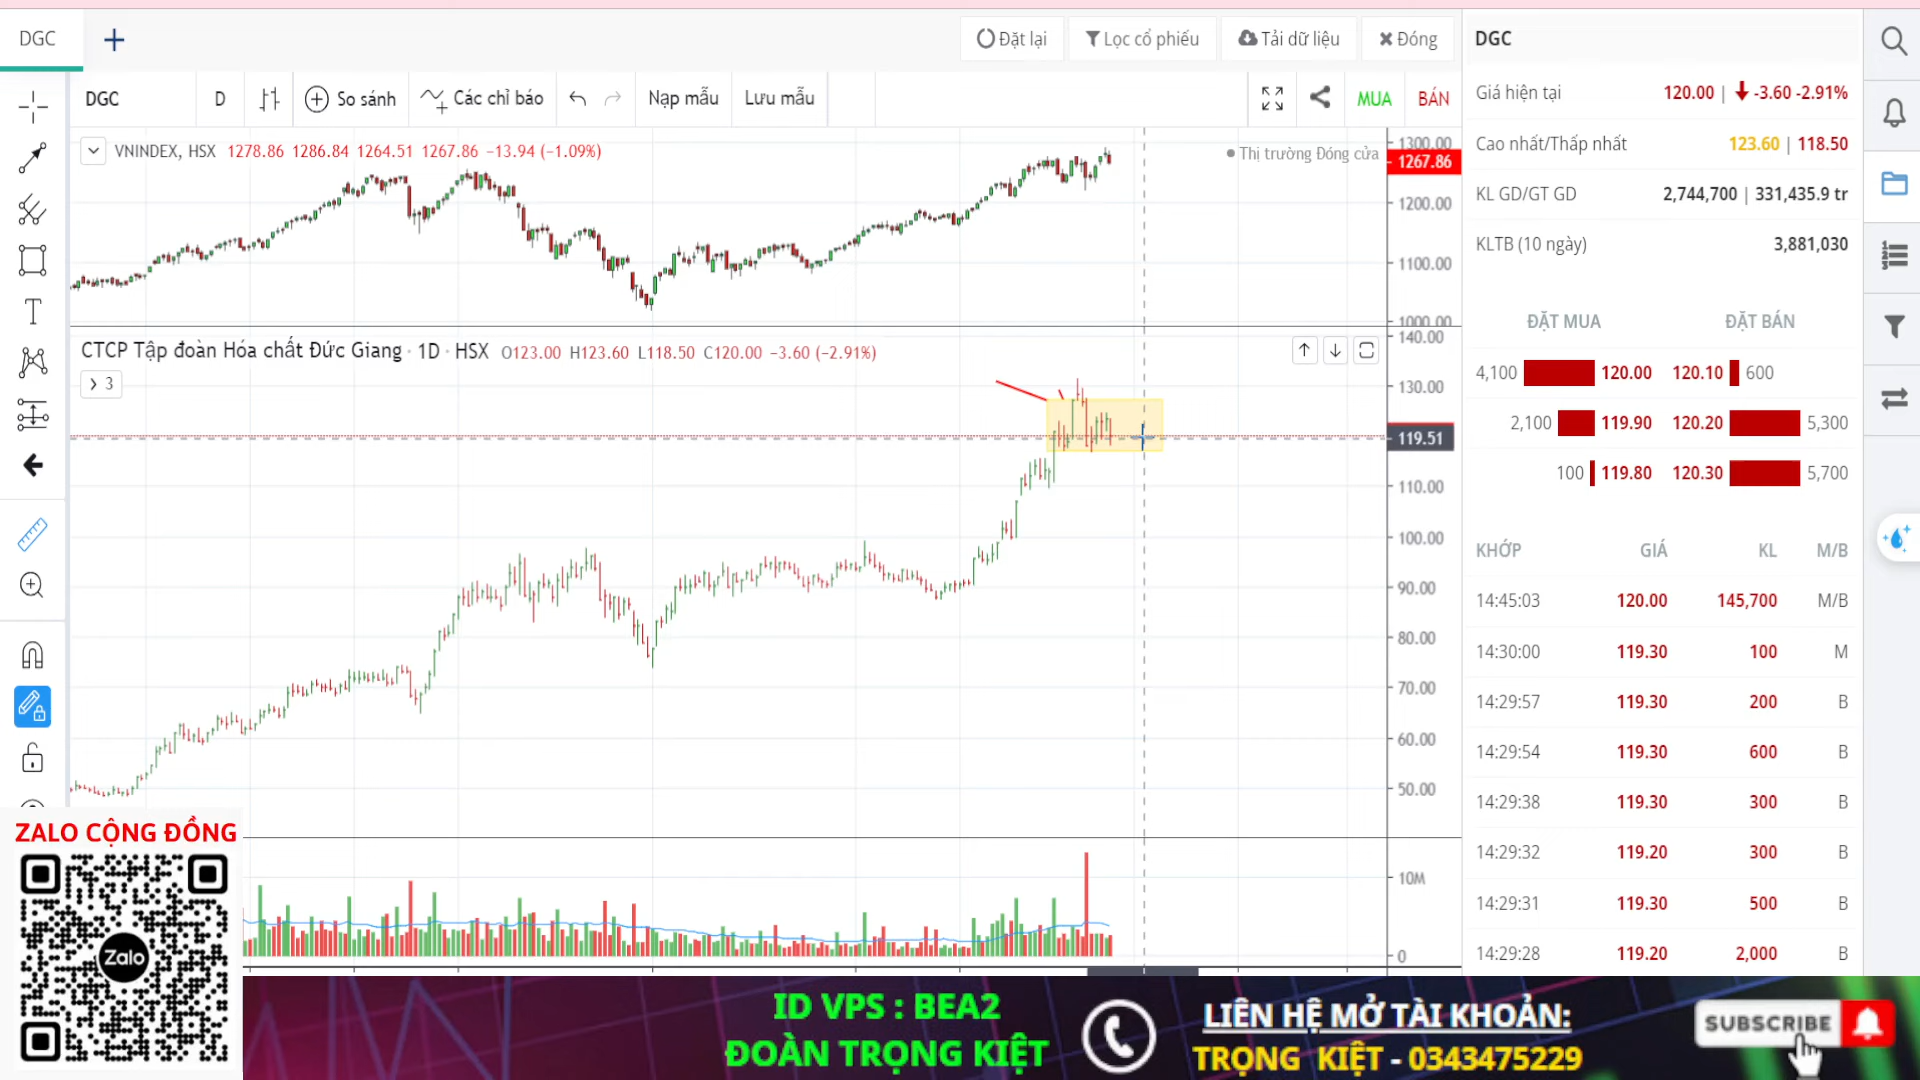 DGC
Đặt lại
Lọc cổ phiếu
Tải dữ liệu
Đóng
DGC
DGC
D
So sánh
Các chỉ báo
Nạp mẫu
Lưu mẫu
MUA
BÁN
Giá hiện tại
120.00 | -3.60 -2.91%
Cao nhất/Thấp nhất
123.60 | 118.50
KL GD/GT GD
2,744,700 | 331,435.9 tr
KLTB (10 ngày)
3,881,030
VNINDEX, HSX 1278.86 1286.84 1264.51 1267.86 −13.94 (−1.09%)
Thị trường Đóng cửa
1300.00
1267.86
1200.00
1100.00
1000.00
CTCP Tập đoàn Hóa chất Đức Giang · 1D · HSX O123.00 H123.60 L118.50 C120.00 −3.60 (−2.91%)
3
140.00
130.00
119.51
110.00
100.00
90.00
80.00
70.00
60.00
50.00
10M
0
ĐẶT MUA ĐẶT BÁN
4,100 120.00 120.10 600
2,100 119.90 120.20 5,300
100 119.80 120.30 5,700
KHỚP GIÁ KL M/B
14:45:03 120.00 145,700 M/B
14:30:00 119.30 100 M
14:29:57 119.30 200 B
14:29:54 119.30 600 B
14:29:38 119.30 300 B
14:29:32 119.20 300 B
14:29:31 119.30 500 B
14:29:28 119.20 2,000 B
ZALO CỘNG ĐỒNG
Zalo
ID VPS : BEA2
ĐOÀN TRỌNG KIỆT
LIÊN HỆ MỞ TÀI KHOẢN:
TRỌNG KIỆT - 0343475229
SUBSCRIBE